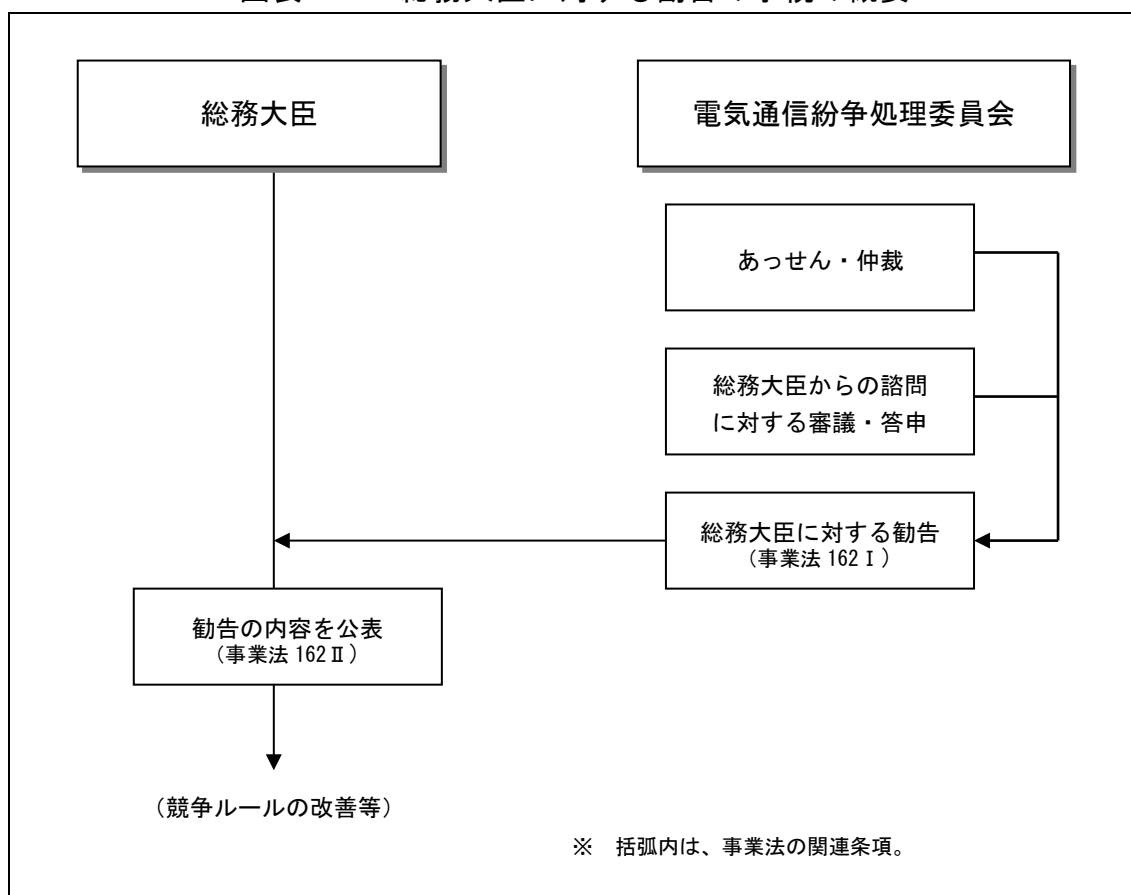 総務大臣
電気通信紛争処理委員会
あっせん・仲裁
総務大臣からの諮問
に対する審議・答申
総務大臣に対する勧告
（事業法 162Ⅰ）
勧告の内容を公表
（事業法 162Ⅱ）
（競争ルールの改善等）
※　括弧内は、事業法の関連条項。